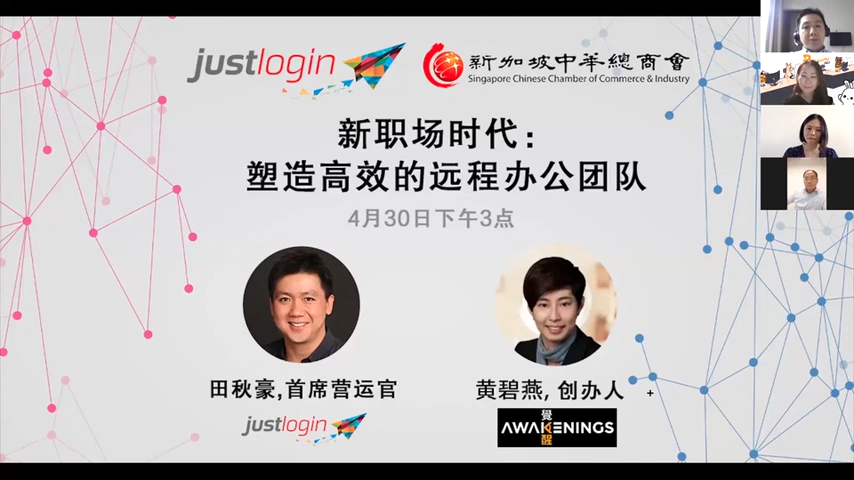 justlogin
新加坡中华總商會
Singapore Chinese Chamber of Commerce & Industry
新职场时代：
塑造高效的远程办公团队
4月30日下午3点
田秋豪,首席营运官
黄碧燕, 创办人
justlogin
覺
AWAKENINGS
醒